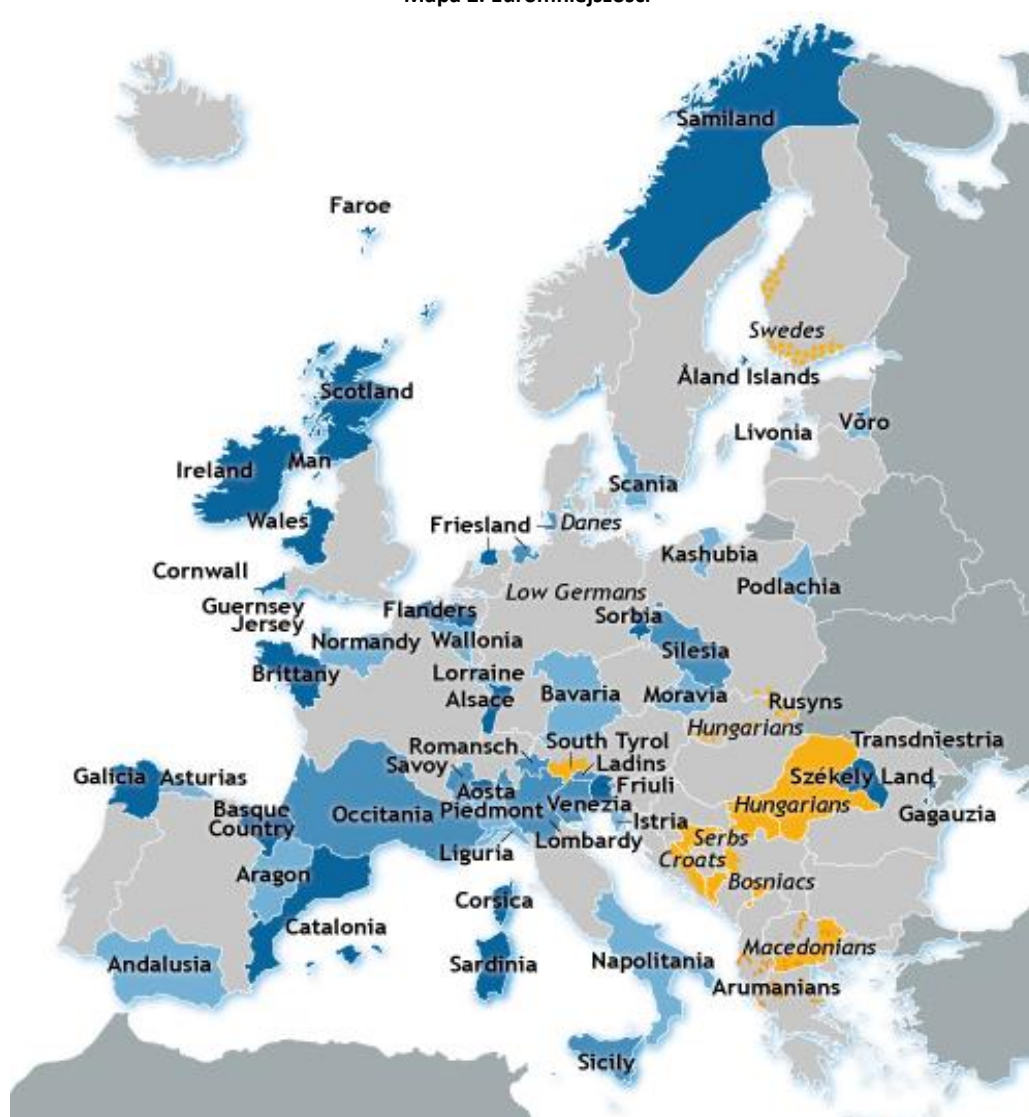 Samiland
Faroe
Swedes
Scotland
Åland Islands
Võro
Livonia
Man
Ireland
Scania
Wales
Friesland
Danes
Kashubia
Cornwall
Low Germans
Podlachia
Guernsey
Jersey
Flanders
Sorbia
Normandy
Wallonia
Silesia
Brittany
Lorraine
Alsace
Bavaria
Moravia
Rusyns
Hungarians
Transdniestria
Romansch
South Tyrol
Savoy
Ladins
Galicia
Asturias
Aosta
Friuli
Székely Land
Basque
Country
Occitania
Piedmont
Venezia
Hungarians
Gagauzia
Istria
Liguria
Lombardy
Serbs
Croats
Aragon
Bosniacs
Corsica
Catalonia
Macedonians
Andalusia
Sardinia
Napolitania
Arumanians
Sicily